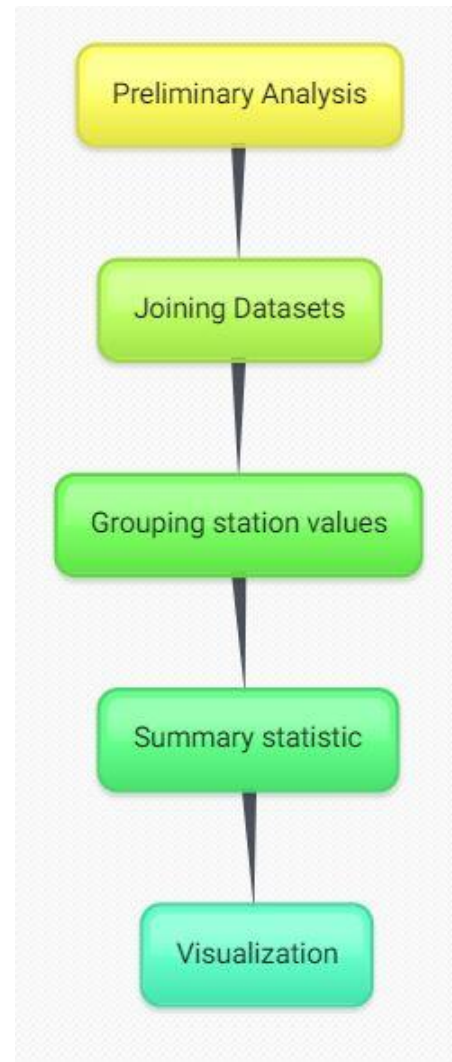 Preliminary Analysis
Joining Datasets
Grouping station values
Summary statistic
Visualization